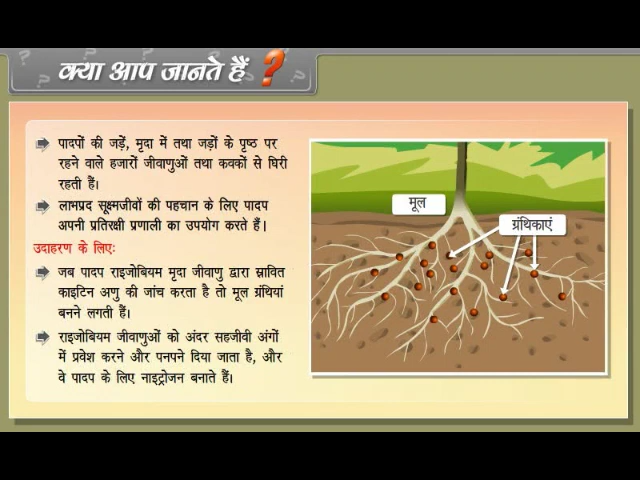 क्या आप जानते हैं ?
पादपों की जड़ें, मृदा में तथा जड़ों के पृष्ठ पर
रहने वाले हजारों जीवाणुओं तथा कवकों से घिरी
रहती हैं।
लाभप्रद सूक्ष्मजीवों की पहचान के लिए पादप
अपनी प्रतिरक्षी प्रणाली का उपयोग करते हैं।
उदाहरण के लिए:
जब पादप राइजोबियम मृदा जीवाणु द्वारा स्रावित
काइटिन अणु की जांच करता है तो मूल ग्रंथियां
बनने लगती हैं।
राइजोबियम जीवाणुओं को अंदर सहजीवी अंगों
में प्रवेश करने और पनपने दिया जाता है, और
वे पादप के लिए नाइट्रोजन बनाते हैं।
मूल
ग्रंथिकाएं